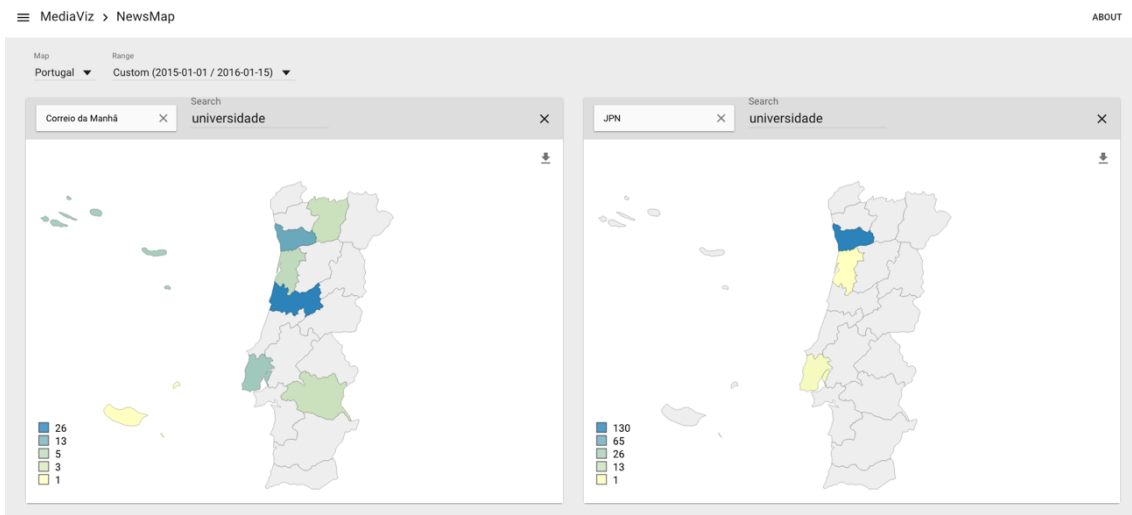 MediaViz > NewsMap
ABOUT
Map
Range
Portugal
Custom (2015-01-01 / 2016-01-15)
Correio da Manhã
Search
universidade
26
13
5
3
1
JPN
Search
universidade
130
65
26
13
1